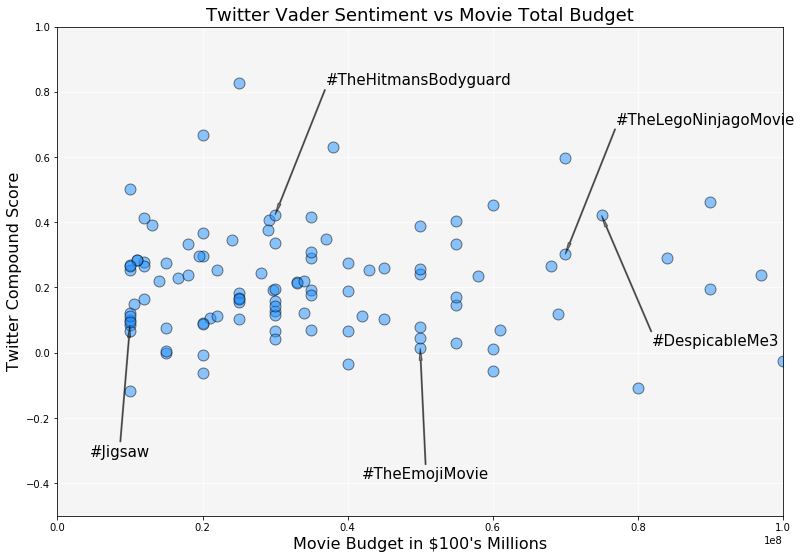 Twitter Vader Sentiment vs Movie Total Budget
1.0
#TheHitmansBodyguard
0.8
#TheLegoNinjagoMovie
0.6
Twitter Compound Score
0.4
0.2
0.0
#DespicableMe3
-0.2
#Jigsaw
#TheEmojiMovie
-0.4
0.0 0.2 0.4 0.6 0.8 1.0
1e8
Movie Budget in $100's Millions